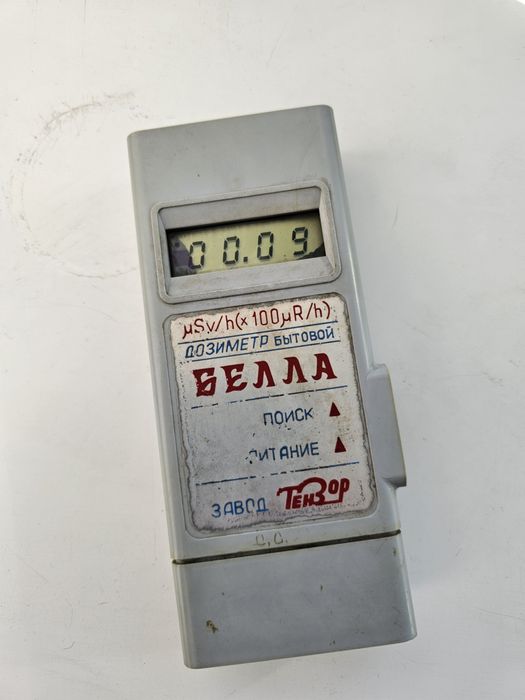 00.09
µSv/h(×100µR/h)
ДОЗИМЕТР БЫТОВОЙ
БЕЛЛА
ПОИСК ▲
ПИТАНИЕ ▲
ЗАВОД ТЕНЗОР
С.С.